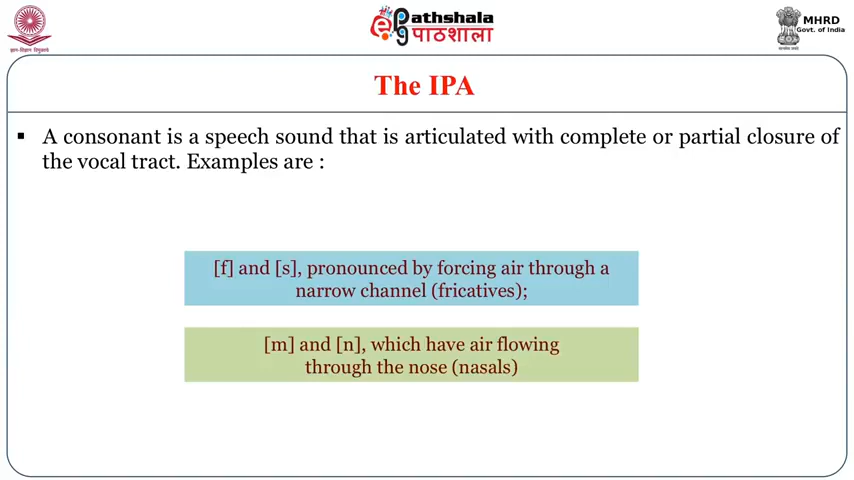 ePathshala
पाठशाला
MHRD
Govt. of India
The IPA
▪ A consonant is a speech sound that is articulated with complete or partial closure of
the vocal tract. Examples are :
[f] and [s], pronounced by forcing air through a
narrow channel (fricatives);
[m] and [n], which have air flowing
through the nose (nasals)